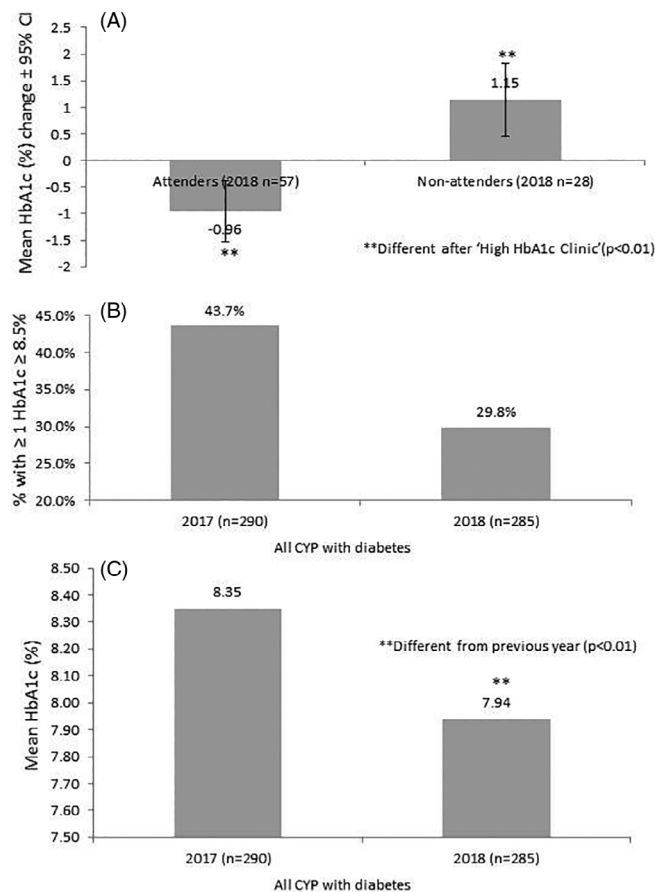 (A)
Mean HbA1c (%) change ± 95% CI
2.5
2
1.5
1
0.5
0
-0.5
-1
-1.5
-2
**
1.15
Attenders (2018 n=57)
Non-attenders (2018 n=28)
-0.96
**
**Different after 'High HbA1c Clinic'(p<0.01)
(B)
% with ≥ 1 HbA1c ≥ 8.5%
45.0%
40.0%
35.0%
30.0%
25.0%
20.0%
43.7%
29.8%
2017 (n=290)
2018 (n=285)
All CYP with diabetes
(C)
Mean HbA1c (%)
8.50
8.40
8.30
8.20
8.10
8.00
7.90
7.80
7.70
7.60
7.50
8.35
**Different from previous year (p<0.01)
**
7.94
2017 (n=290)
2018 (n=285)
All CYP with diabetes